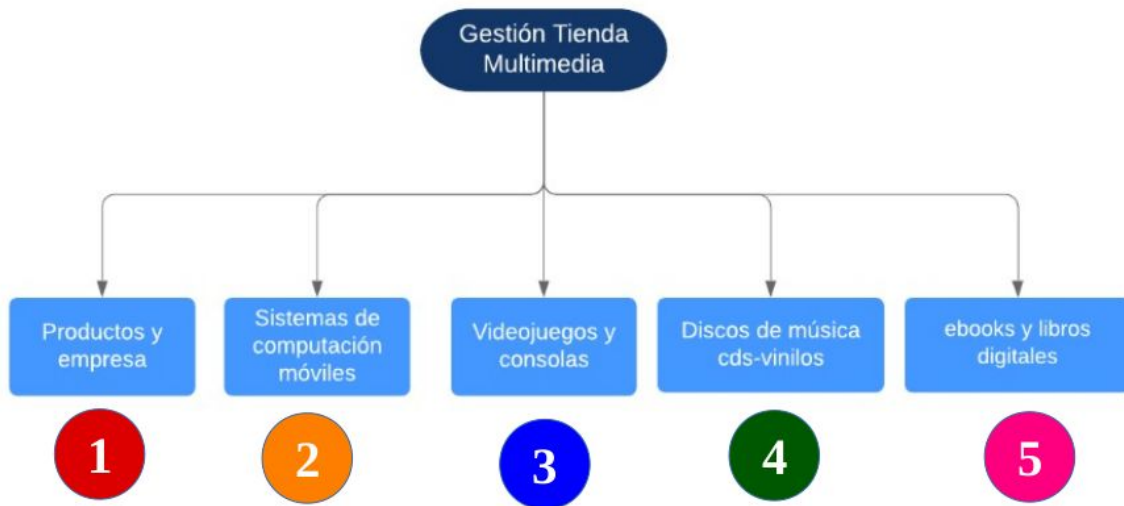 Gestión Tienda
Multimedia
Productos y
empresa
Sistemas de
computación
móviles
Videojuegos y
consolas
Discos de música
cds-vinilos
ebooks y libros
digitales
1
2
3
4
5